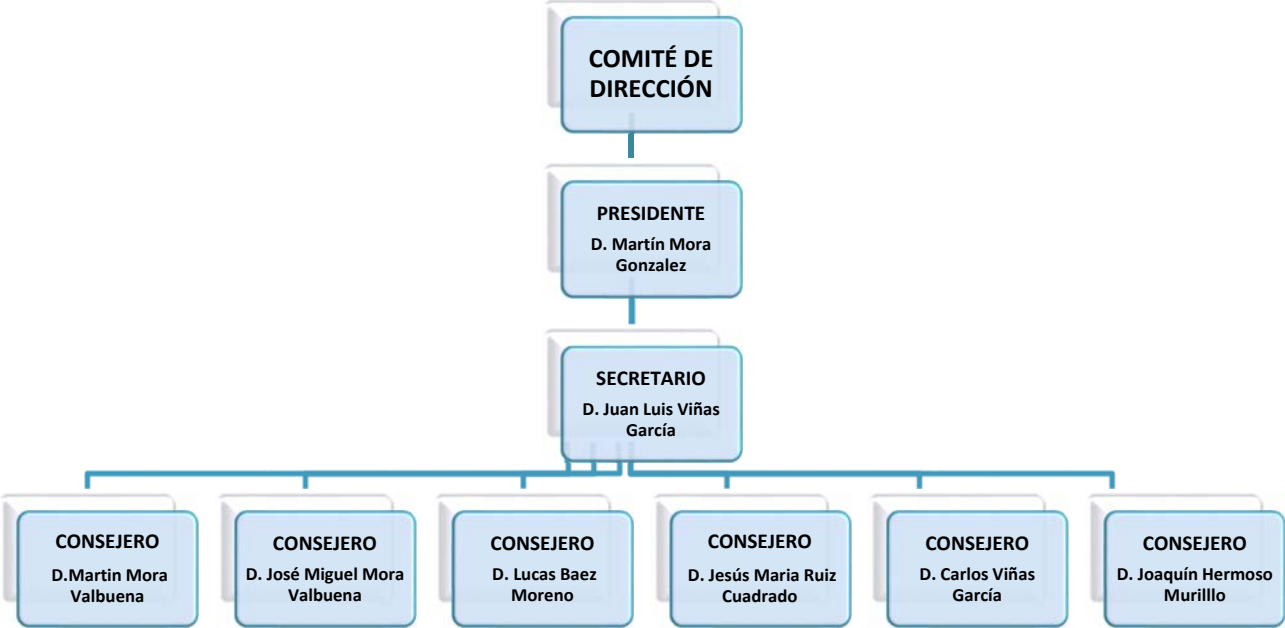 COMITÉ DE
DIRECCIÓN
PRESIDENTE
D. Martín Mora
Gonzalez
SECRETARIO
D. Juan Luis Viñas
García
CONSEJERO
D.Martin Mora
Valbuena
CONSEJERO
D. José Miguel Mora
Valbuena
CONSEJERO
D. Lucas Baez
Moreno
CONSEJERO
D. Jesús Maria Ruiz
Cuadrado
CONSEJERO
D. Carlos Viñas
García
CONSEJERO
D. Joaquín Hermoso
Murilllo